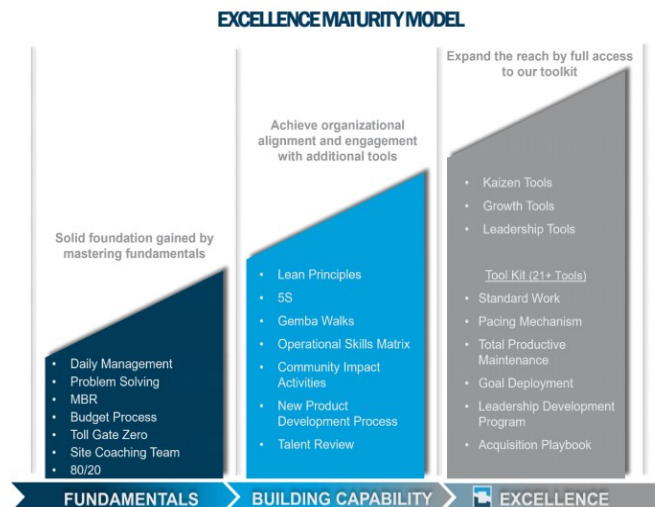 EXCELLENCE MATURITY MODEL
Solid foundation gained by
mastering fundamentals
• Daily Management
• Problem Solving
• MBR
• Budget Process
• Toll Gate Zero
• Site Coaching Team
• 80/20
FUNDAMENTALS
Achieve organizational
alignment and engagement
with additional tools
• Lean Principles
• 5S
• Gemba Walks
• Operational Skills Matrix
• Community Impact
Activities
• New Product
Development Process
• Talent Review
BUILDING CAPABILITY
Expand the reach by full access
to our toolkit
• Kaizen Tools
• Growth Tools
• Leadership Tools
Tool Kit (21+ Tools)
• Standard Work
• Pacing Mechanism
• Total Productive
Maintenance
• Goal Deployment
• Leadership Development
Program
• Acquisition Playbook
EXCELLENCE